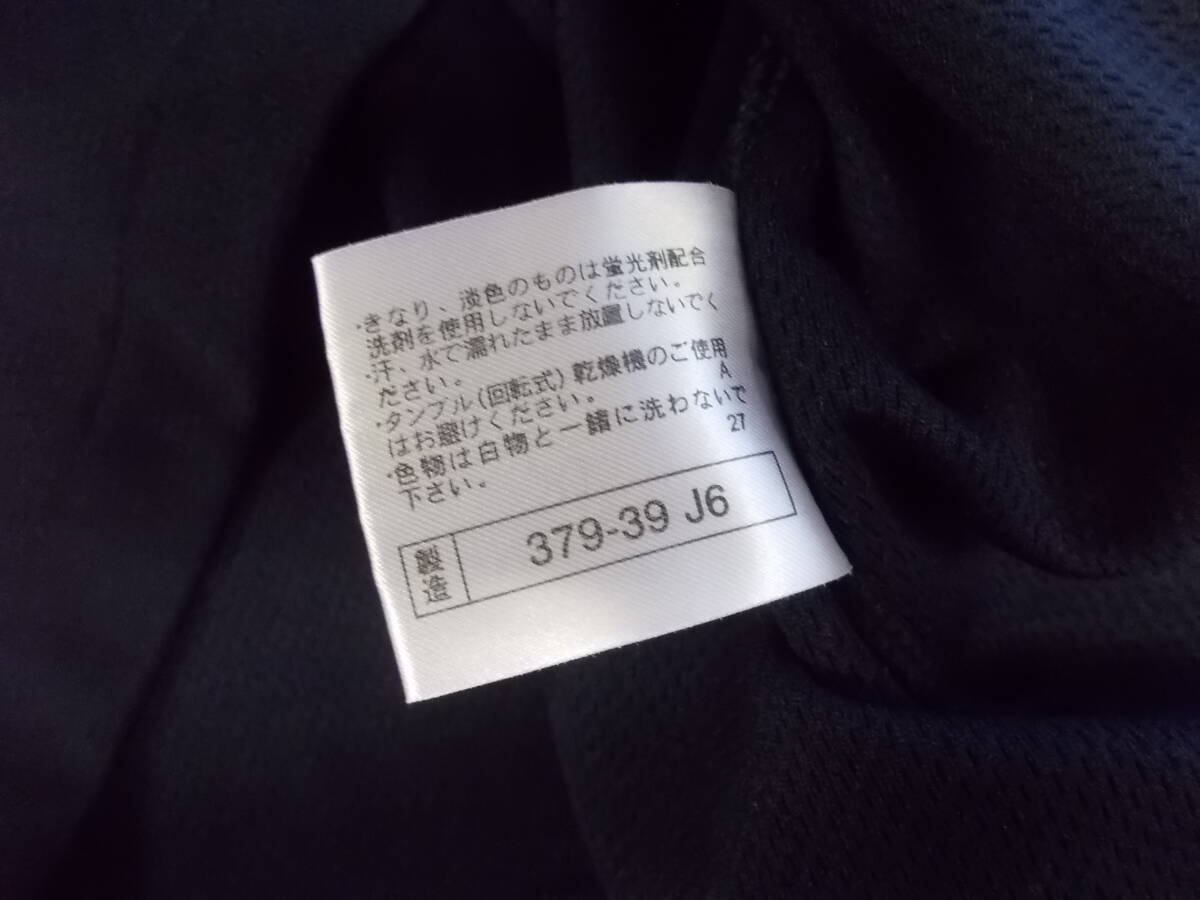 ・きなり、淡色のものは蛍光剤配合
洗剤を使用しないでください。
・汗、水で濡れたまま放置しないでく
ださい。
・タンブル(回転式)乾燥機のご使用
はお避けください。
A
・色物は白物と一緒に洗わないで
下さい。
27
製造
379-39 J6